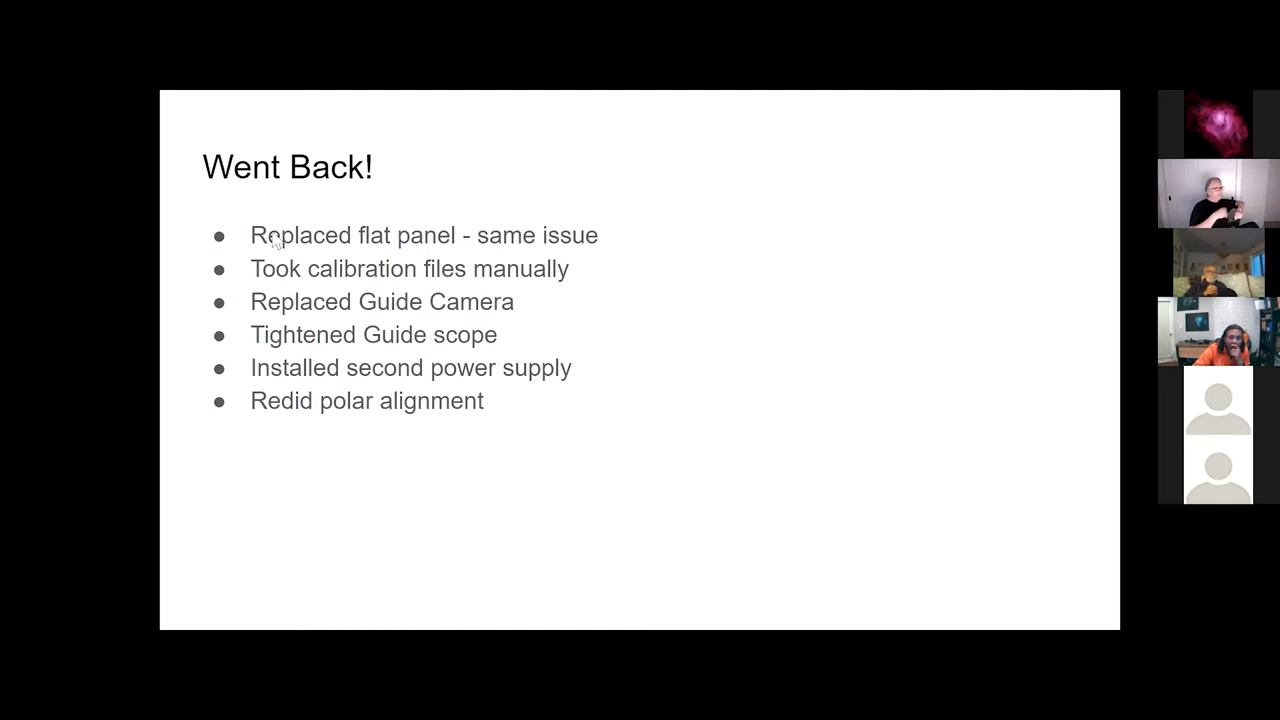 Went Back!
● Replaced flat panel - same issue
● Took calibration files manually
● Replaced Guide Camera
● Tightened Guide scope
● Installed second power supply
● Redid polar alignment